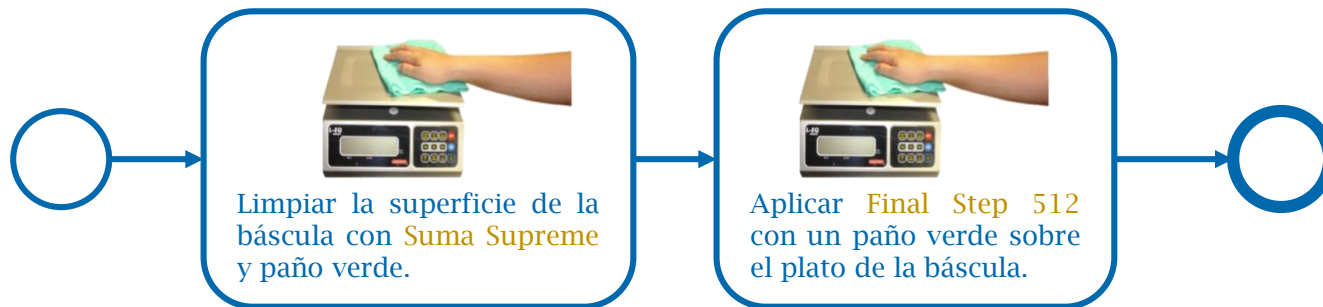 Limpiar la superficie de la
báscula con Suma Supreme
y paño verde.
Aplicar Final Step 512
con un paño verde sobre
el plato de la báscula.